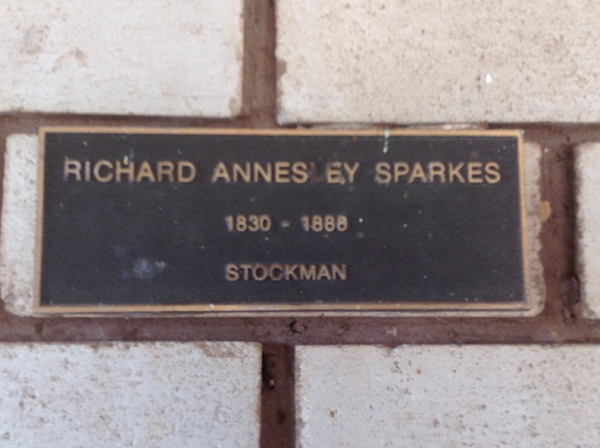 RICHARD ANNESLEY SPARKES
1830 - 1888
STOCKMAN